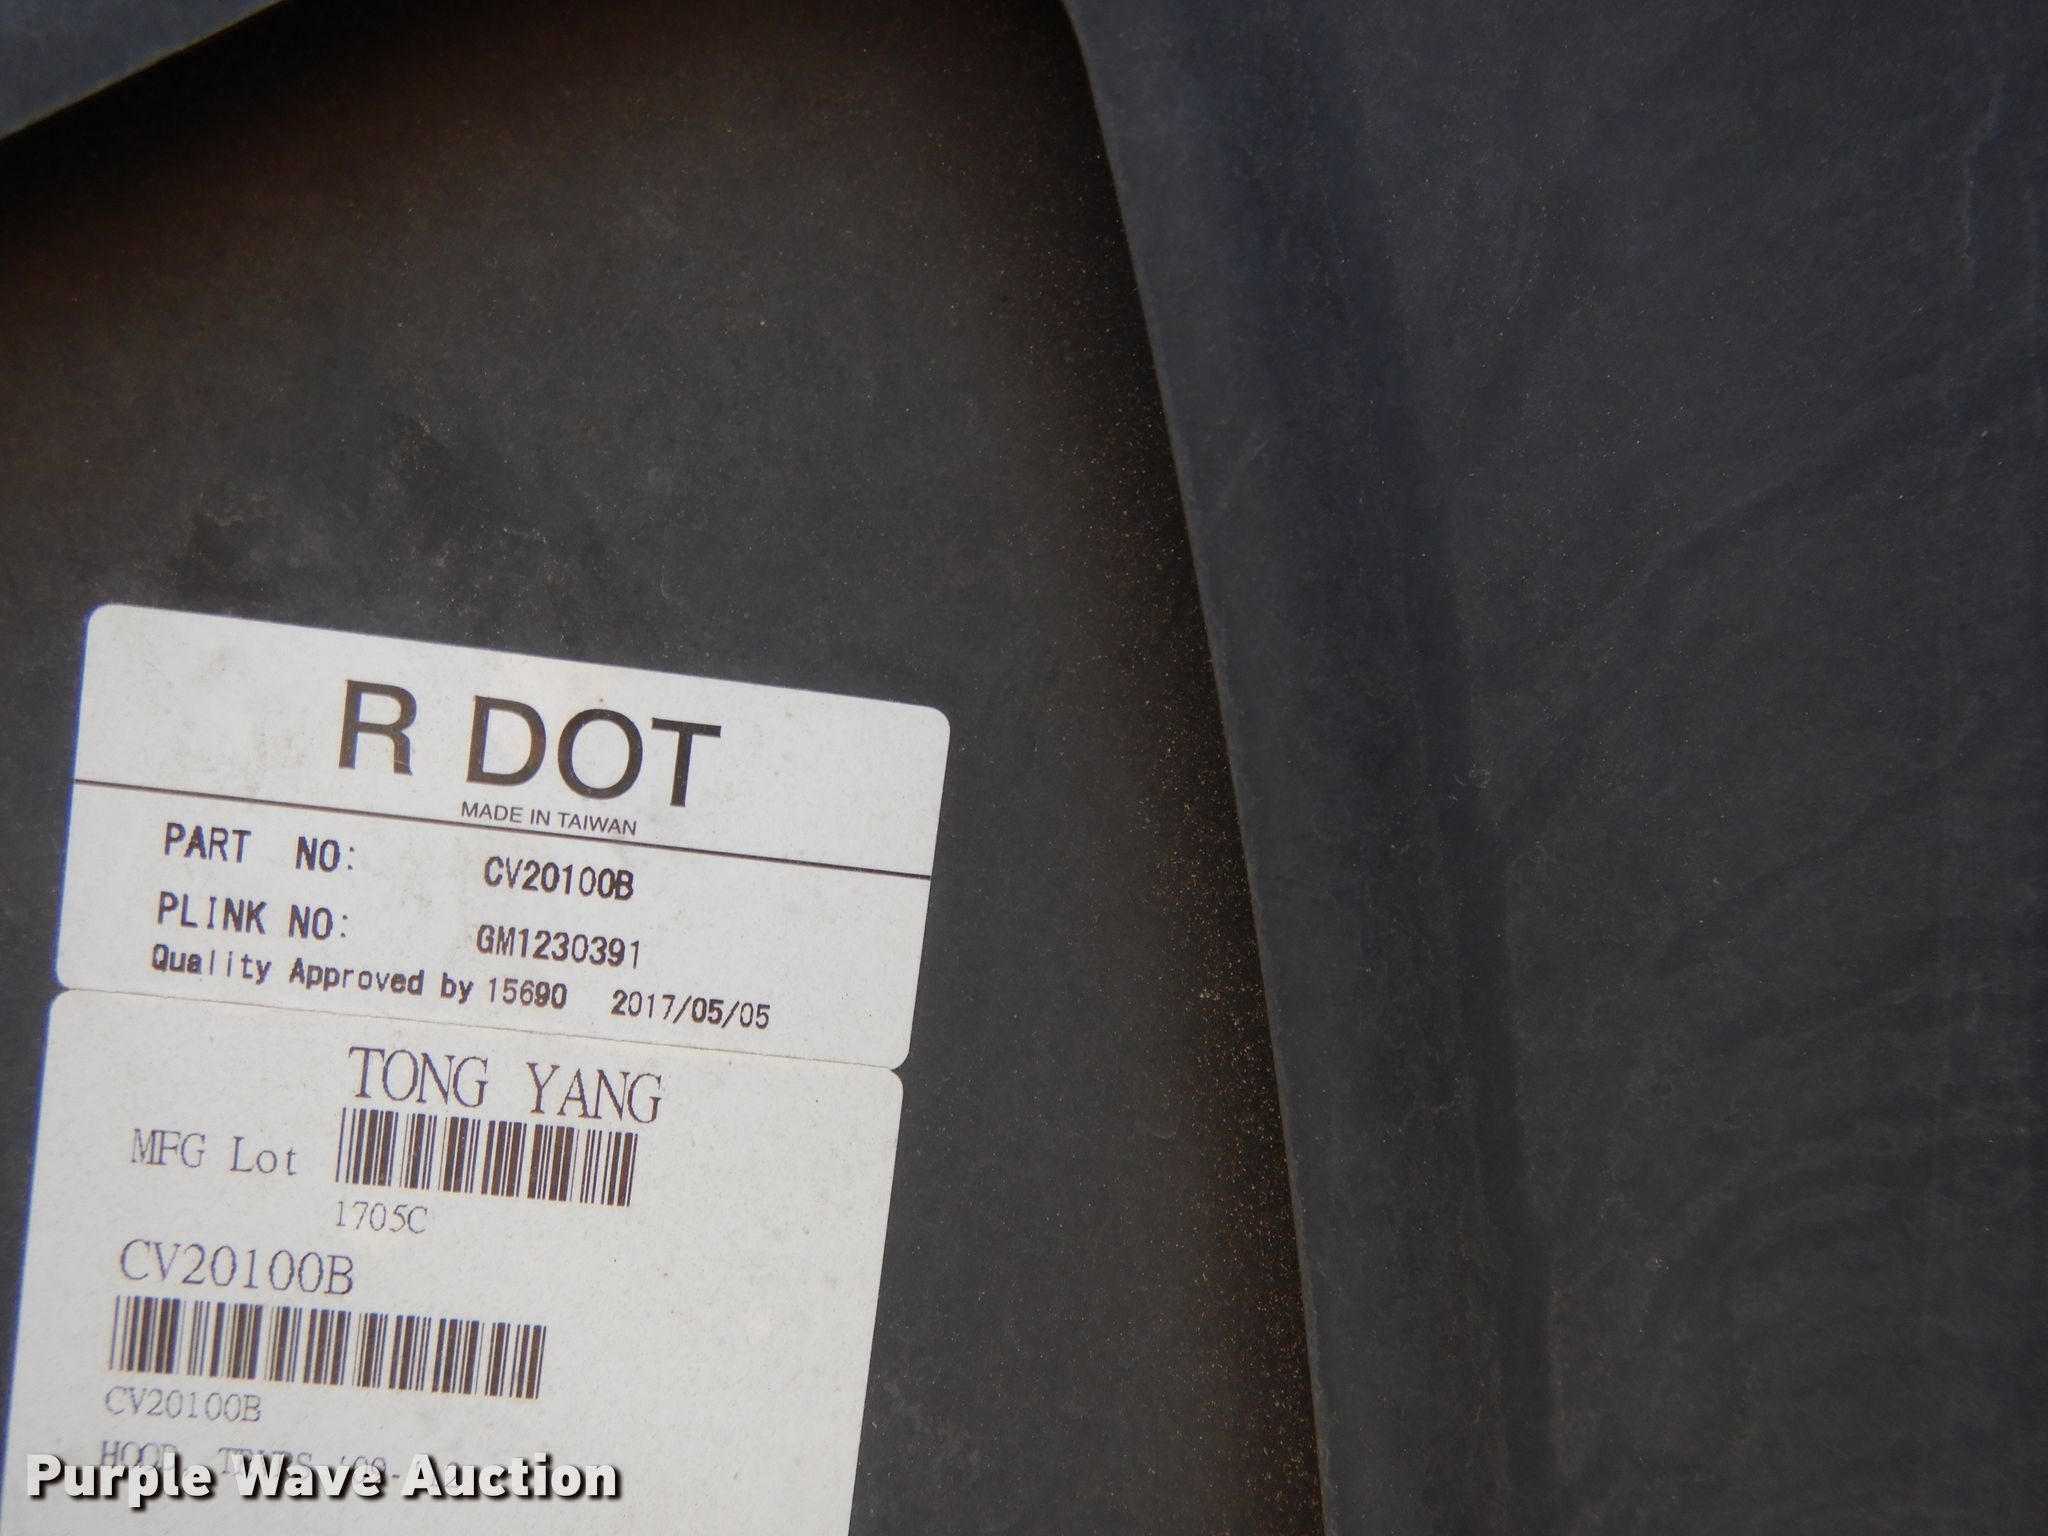 R DOT
MADE IN TAIWAN
PART NO: CV20100B
PLINK NO: GM1230391
Quality Approved by 15690 2017/05/05
TONG YANG
MFG Lot
1705C
CV20100B
CV20100B
HOOD
Purple Wave Auction